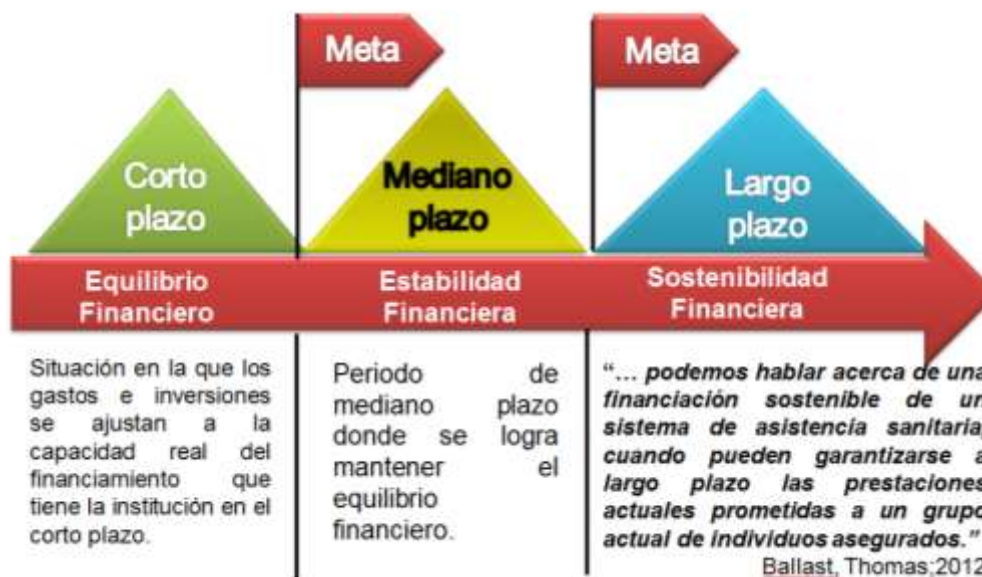 Meta
Meta
Corto
plazo
Mediano
plazo
Largo
plazo
Equilibrio
Financiero
Estabilidad
Financiera
Sostenibilidad
Financiera
Situación en la que los
gastos e inversiones
se ajustan a la
capacidad real del
financiamiento que
tiene la institución en el
corto plazo.
Periodo de
mediano plazo
donde se logra
mantener el
equilibrio
financiero.
“... podemos hablar acerca de una
financiación sostenible de un
sistema de asistencia sanitaria,
cuando pueden garantizarse a
largo plazo las prestaciones
actuales prometidas a un grupo
actual de individuos asegurados.”
Ballast, Thomas;2012